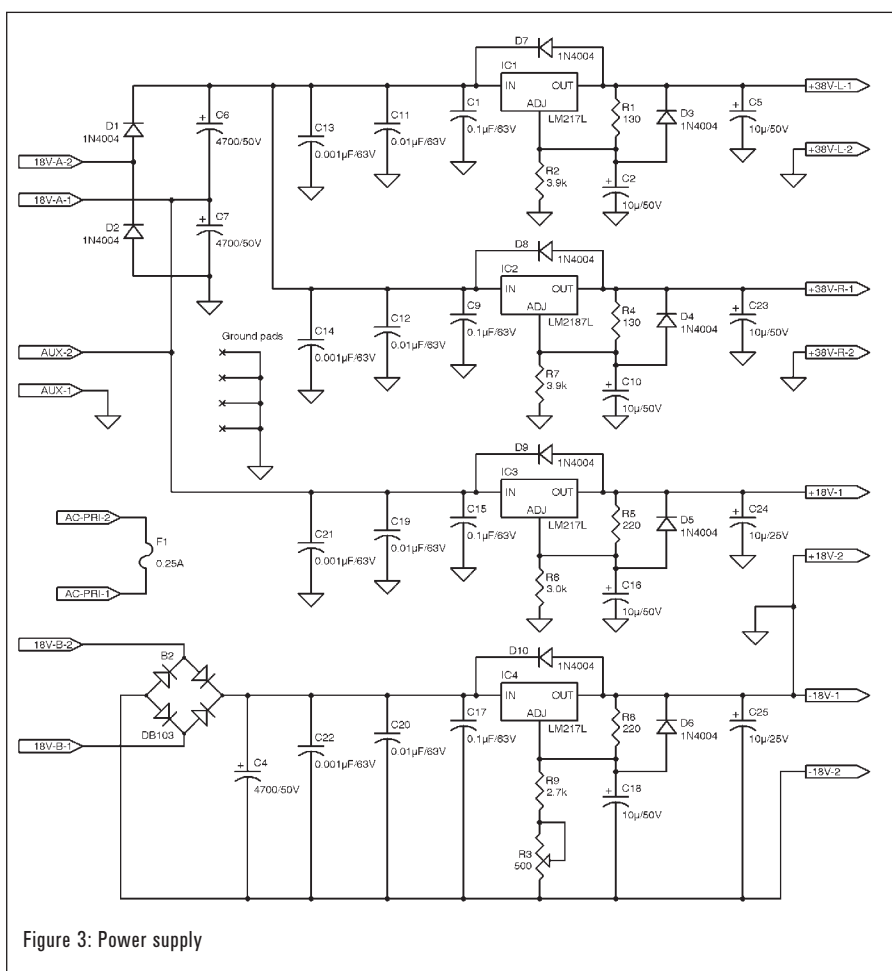 D7
1N4004
IC1
IN
OUT
ADJ
LM217L
D1
1N4004
C6
4700/50V
C13
0.001µF/63V
C11
0.01µF/63V
C1
0.1µF/63V
R1
130
D3
1N4004
C5
10µ/50V
+38V-L-1
18V-A-2
R2
3.9k
C2
10µ/50V
+38V-L-2
18V-A-1
D2
1N4004
C7
4700/50V
D8
1N4004
IC2
IN
OUT
ADJ
LM2187L
+38V-R-1
C14
0.001µF/63V
C12
0.01µF/63V
C9
0.1µF/63V
R4
130
D4
1N4004
C23
10µ/50V
Ground pads
AUX-2
R7
3.9k
C10
10µ/50V
+38V-R-2
AUX-1
D9
1N4004
IC3
IN
OUT
ADJ
LM217L
+18V-1
AC-PRI-2
F1
0.25A
AC-PRI-1
C21
0.001µF/63V
C19
0.01µF/63V
C15
0.1µF/63V
R5
220
D5
1N4004
C24
10µ/25V
R6
3.0k
C16
10µ/50V
+18V-2
18V-B-2
B2
DB103
18V-B-1
D10
1N4004
IC4
IN
OUT
ADJ
LM217L
-18V-1
C4
4700/50V
C22
0.001µF/63V
C20
0.01µF/63V
C17
0.1µF/63V
R8
220
D6
1N4004
C25
10µ/25V
R9
2.7k
C18
10µ/50V
-18V-2
R3
500
Figure 3: Power supply